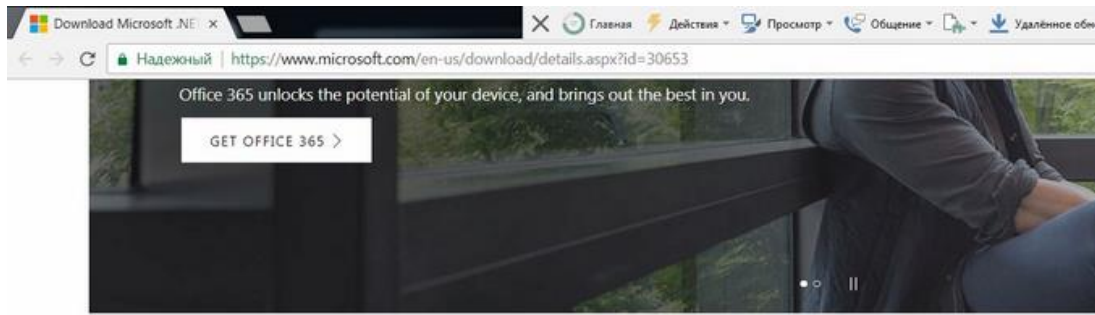 Download Microsoft .NE
Главная Действия Просмотр Общение Удалённое обн
Надежный https://www.microsoft.com/en-us/download/details.aspx?id=30653
Office 365 unlocks the potential of your device, and brings out the best in you.
GET OFFICE 365